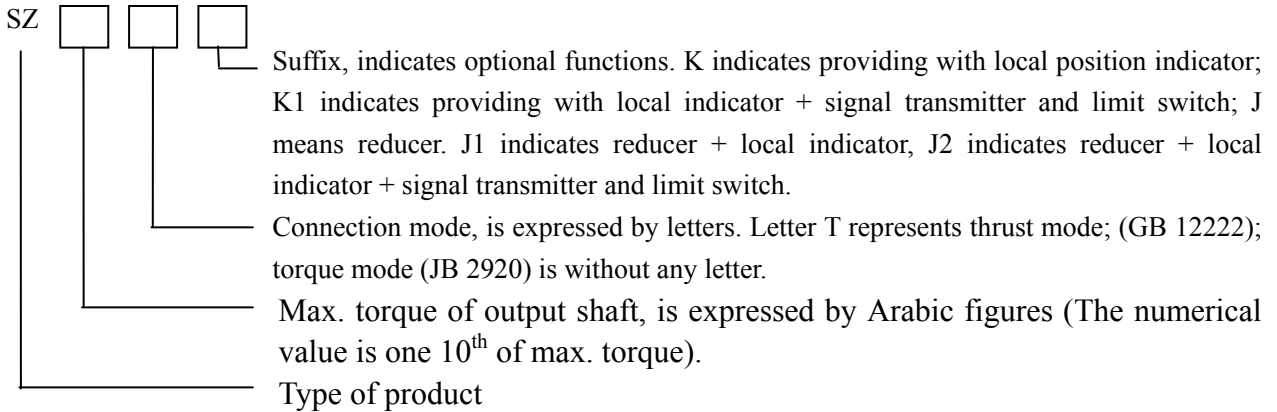 SZ
Suffix, indicates optional functions. K indicates providing with local position indicator;
K1 indicates providing with local indicator + signal transmitter and limit switch; J
means reducer. J1 indicates reducer + local indicator, J2 indicates reducer + local
indicator + signal transmitter and limit switch.
Connection mode, is expressed by letters. Letter T represents thrust mode; (GB 12222);
torque mode (JB 2920) is without any letter.
Max. torque of output shaft, is expressed by Arabic figures (The numerical
value is one 10th of max. torque).
Type of product